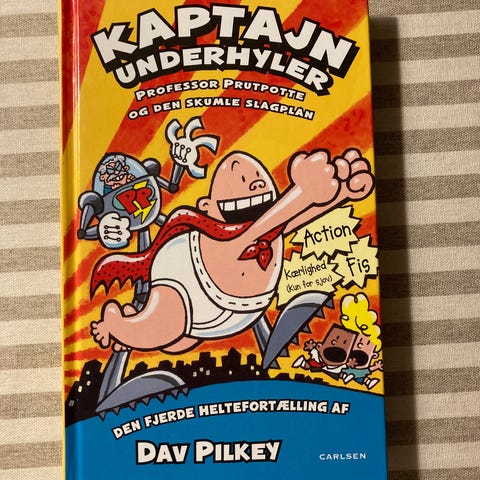 KAPTAJN
UNDERHYLER
PROFESSOR PRUTPOTTE
OG DEN SKUMLE SLAGPLAN
PP
Action
Kærlighed
(kun for sjov)
Fis
DEN FJERDE HELTEFORTÆLLING AF
DAV PILKEY
CARLSEN